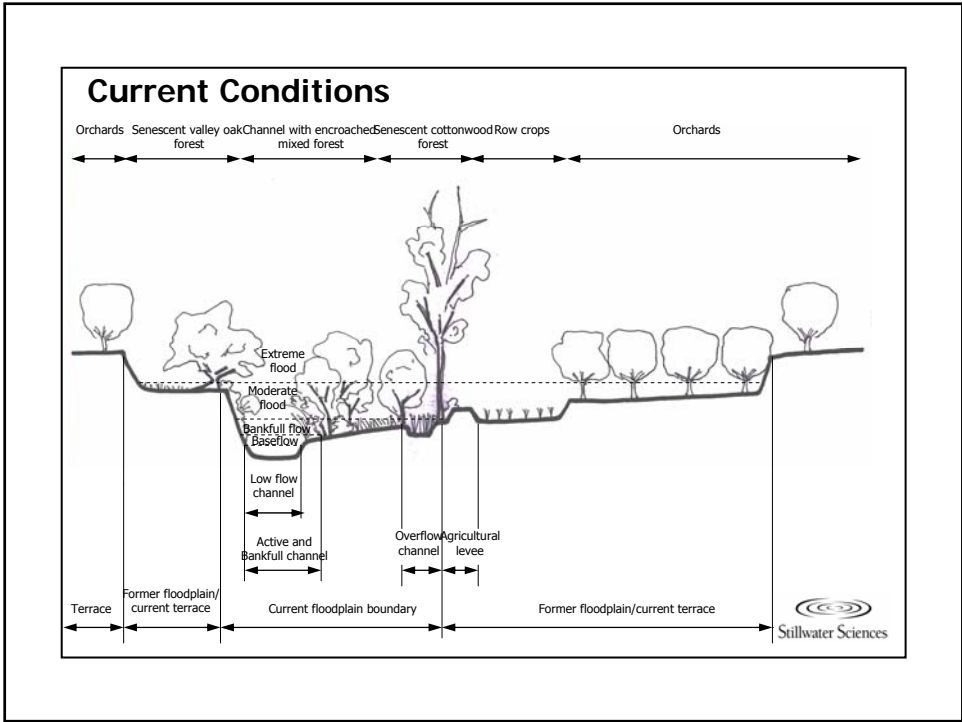 Current Conditions
Orchards
Senescent valley oak
forest
Channel with encroached
mixed forest
Senescent cottonwood
forest
Row crops
Orchards
Extreme
flood
Moderate
flood
Bankfull flow
Baseflow
Low flow
channel
Active and
Bankfull channel
Overflow
channel
Agricultural
levee
Terrace
Former floodplain/
current terrace
Current floodplain boundary
Former floodplain/current terrace
Stillwater Sciences